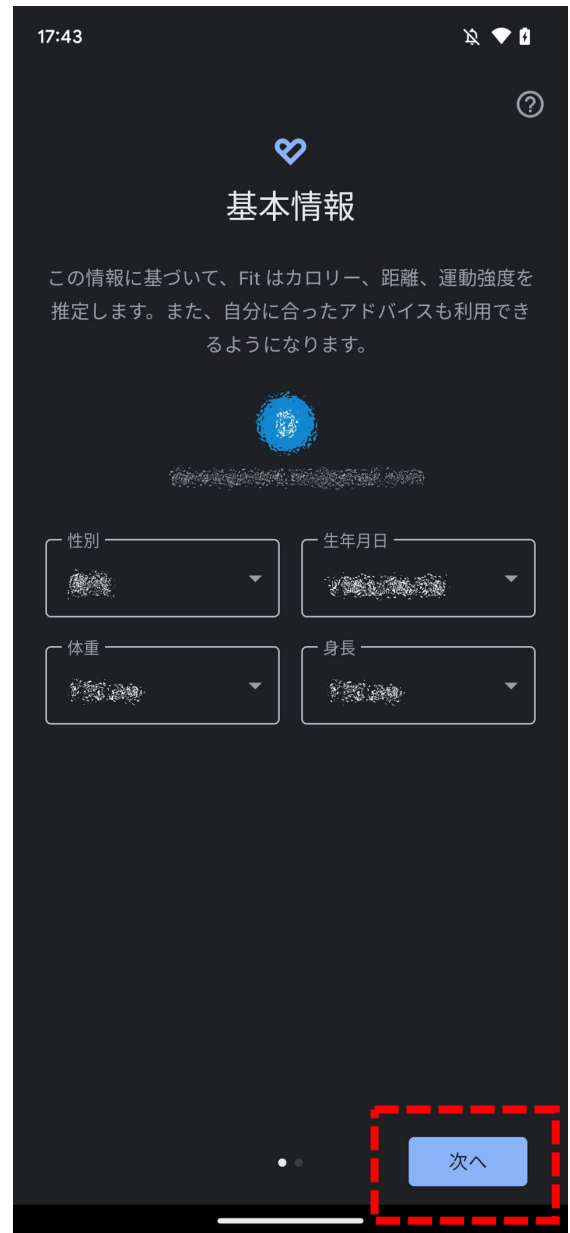 17:43
基本情報
この情報に基づいて、Fit はカロリー、距離、運動強度を
推定します。また、自分に合ったアドバイスも利用でき
るようになります。
性別
生年月日
体重
身長
次へ